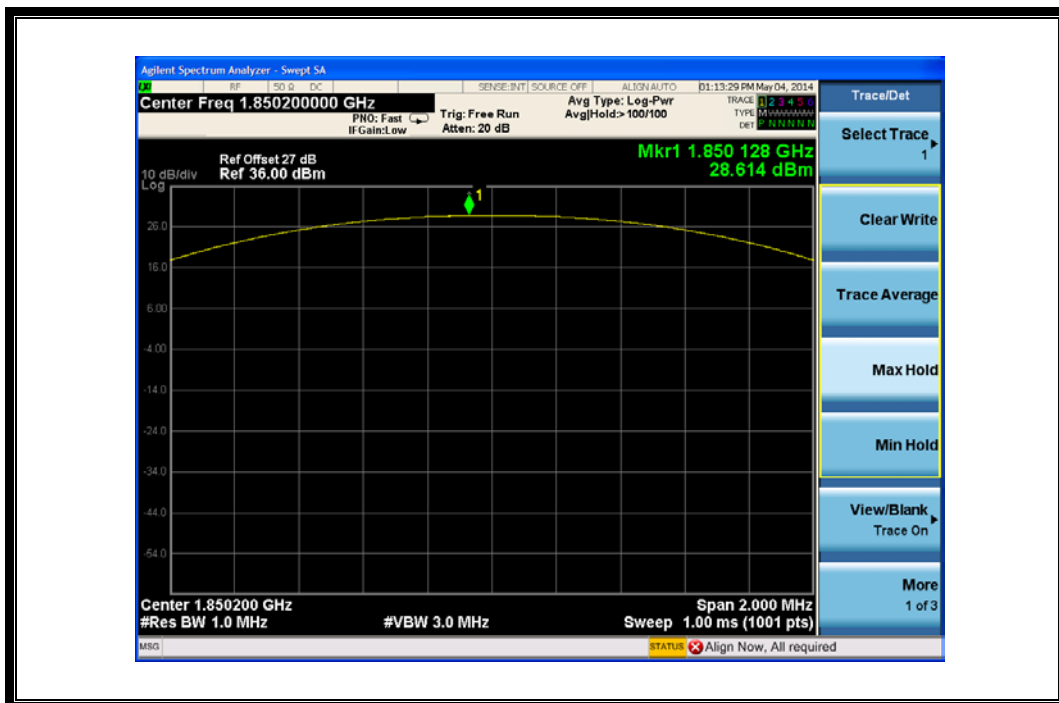 Agilent Spectrum Analyzer - Swept SA
RF 50 Ω DC SENSE:INT SOURCE OFF ALIGN AUTO 01:13:29 PM May 04, 2014
Center Freq 1.850200000 GHz
PNO: Fast
IFGain:Low
Trig: Free Run
Atten: 20 dB
Avg Type: Log-Pwr
Avg|Hold:>100/100
TRACE 1 2 3 4 5 6
TYPE M
DET P N N N N N
Ref Offset 27 dB
Ref 36.00 dBm
10 dB/div
Log
Mkr1 1.850 128 GHz
28.614 dBm
1
26.0
16.0
6.00
-4.00
-14.0
-24.0
-34.0
-44.0
-54.0
Center 1.850200 GHz
#Res BW 1.0 MHz
#VBW 3.0 MHz
Span 2.000 MHz
Sweep 1.00 ms (1001 pts)
MSG
STATUS Align Now, All required
Trace/Det
Select Trace
1
Clear Write
Trace Average
Max Hold
Min Hold
View/Blank
Trace On
More
1 of 3